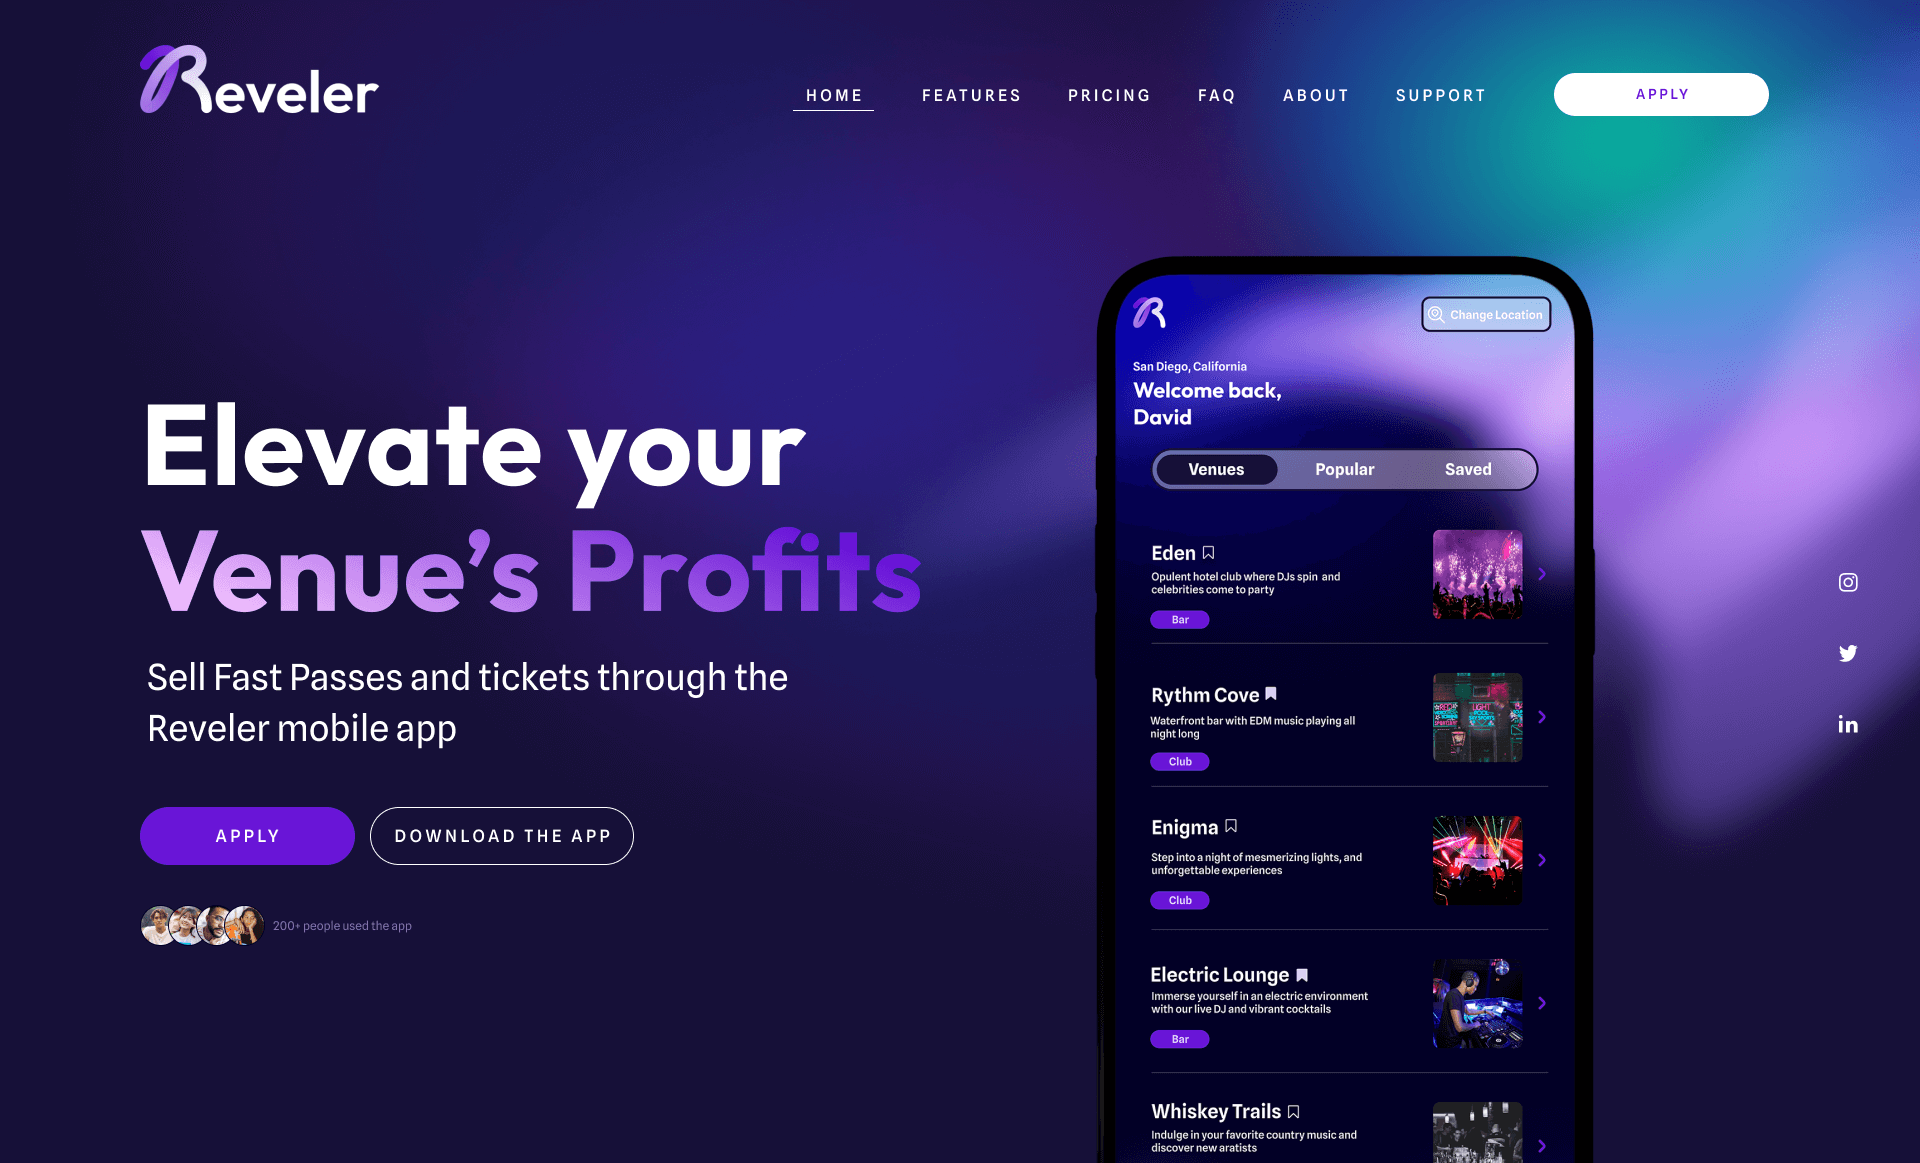 Reveler
HOME
FEATURES
PRICING
FAQ
ABOUT
SUPPORT
APPLY
Elevate your
Venue’s Profits
Sell Fast Passes and tickets through the
Reveler mobile app
APPLY
DOWNLOAD THE APP
200+ people used the app
R
Change Location
San Diego, California
Welcome back,
David
Venues
Popular
Saved
Eden
Opulent hotel club where DJs spin and
celebrities come to party
Bar
Rythm Cove
Waterfront bar with EDM music playing all
night long
Club
LIGHT
Enigma
Step into a night of mesmerizing lights, and
unforgettable experiences
Club
Electric Lounge
Immerse yourself in an electric environment
with our live DJ and vibrant cocktails
Bar
Whiskey Trails
Indulge in your favorite country music and
discover new aratists
in